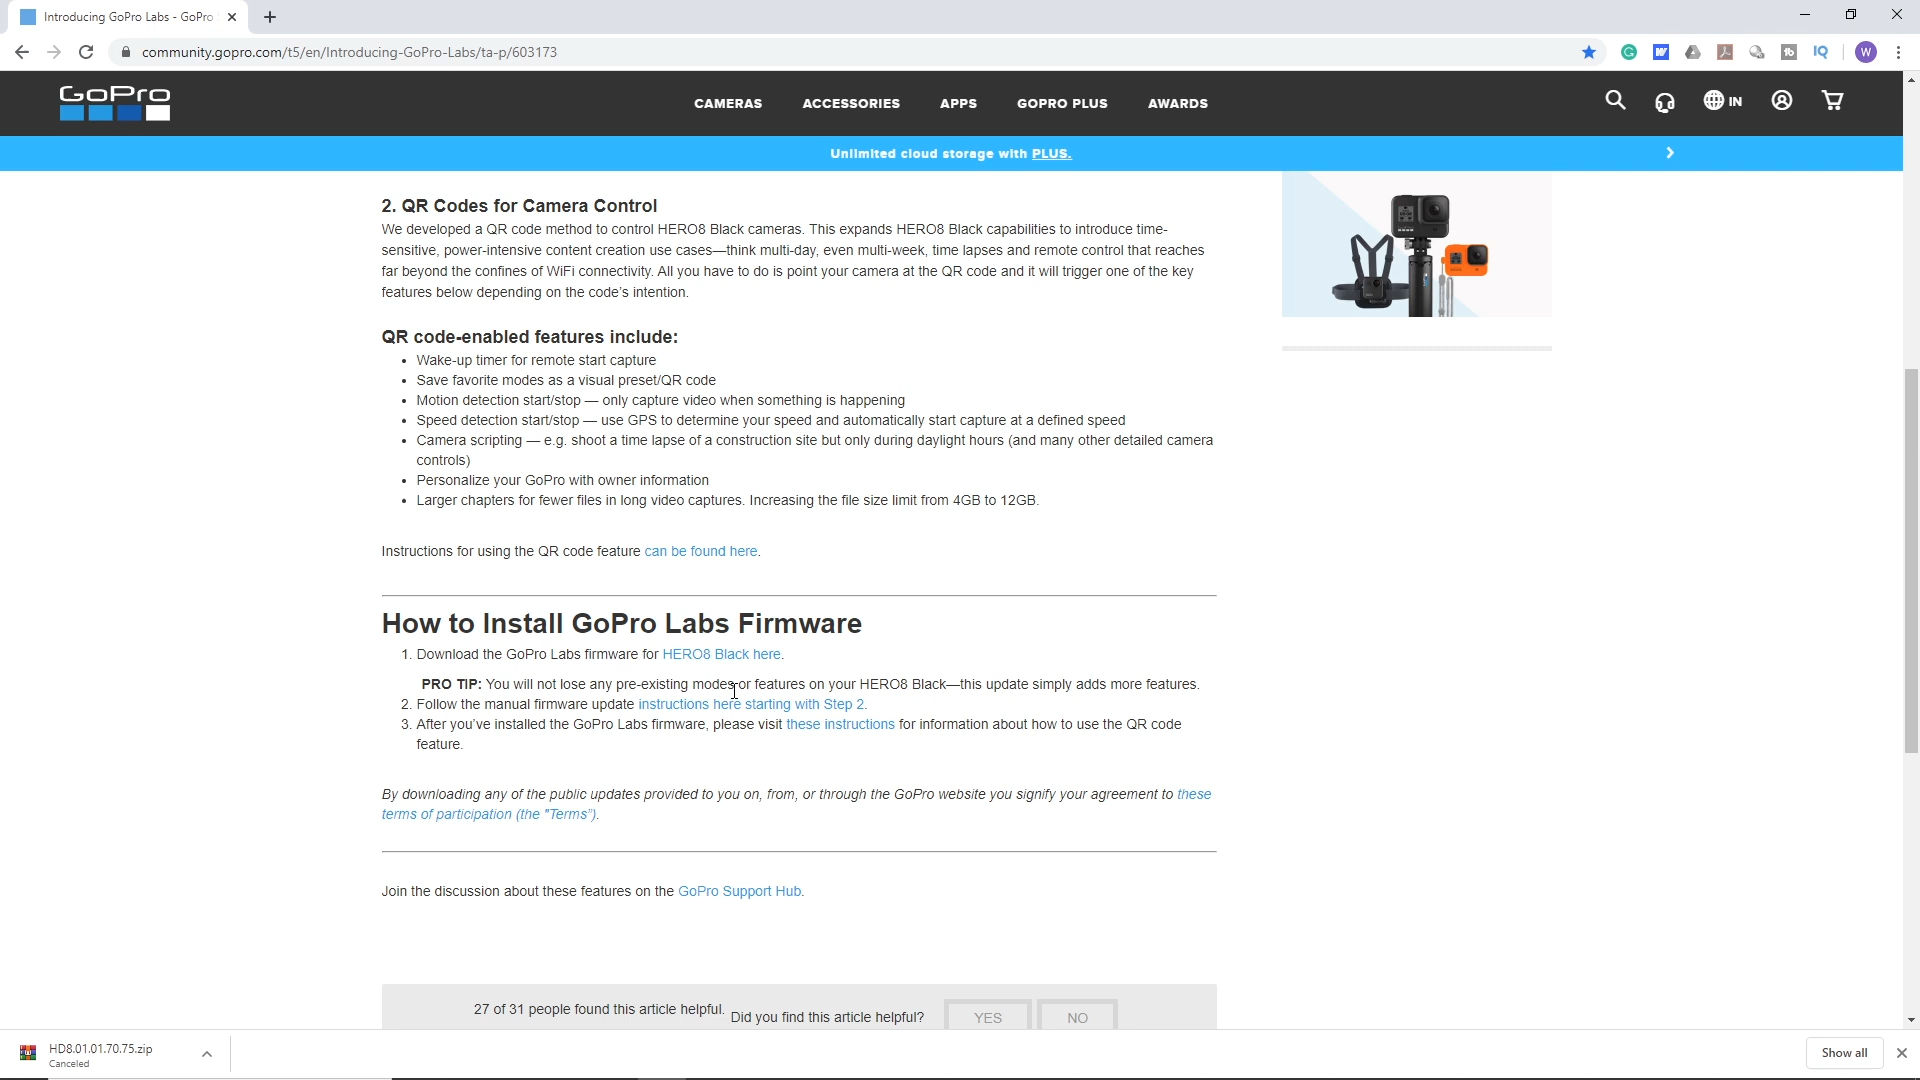 Introducing GoPro Labs - GoPro
community.gopro.com/t5/en/Introducing-GoPro-Labs/ta-p/603173
W
GoPro
CAMERAS
ACCESSORIES
APPS
GOPRO PLUS
AWARDS
IN
Unlimited cloud storage with PLUS.
2. QR Codes for Camera Control
We developed a QR code method to control HERO8 Black cameras. This expands HERO8 Black capabilities to introduce time-
sensitive, power-intensive content creation use cases—think multi-day, even multi-week, time lapses and remote control that reaches
far beyond the confines of WiFi connectivity. All you have to do is point your camera at the QR code and it will trigger one of the key
features below depending on the code's intention.
QR code-enabled features include:
• Wake-up timer for remote start capture
• Save favorite modes as a visual preset/QR code
• Motion detection start/stop — only capture video when something is happening
• Speed detection start/stop — use GPS to determine your speed and automatically start capture at a defined speed
• Camera scripting — e.g. shoot a time lapse of a construction site but only during daylight hours (and many other detailed camera
controls)
• Personalize your GoPro with owner information
• Larger chapters for fewer files in long video captures. Increasing the file size limit from 4GB to 12GB.
Instructions for using the QR code feature can be found here.
How to Install GoPro Labs Firmware
1. Download the GoPro Labs firmware for HERO8 Black here.
PRO TIP: You will not lose any pre-existing modes or features on your HERO8 Black—this update simply adds more features.
2. Follow the manual firmware update instructions here starting with Step 2.
3. After you've installed the GoPro Labs firmware, please visit these instructions for information about how to use the QR code
feature.
By downloading any of the public updates provided to you on, from, or through the GoPro website you signify your agreement to these
terms of participation (the "Terms").
Join the discussion about these features on the GoPro Support Hub.
27 of 31 people found this article helpful.
Did you find this article helpful?
YES
NO
HD8.01.01.70.75.zip
Canceled
Show all